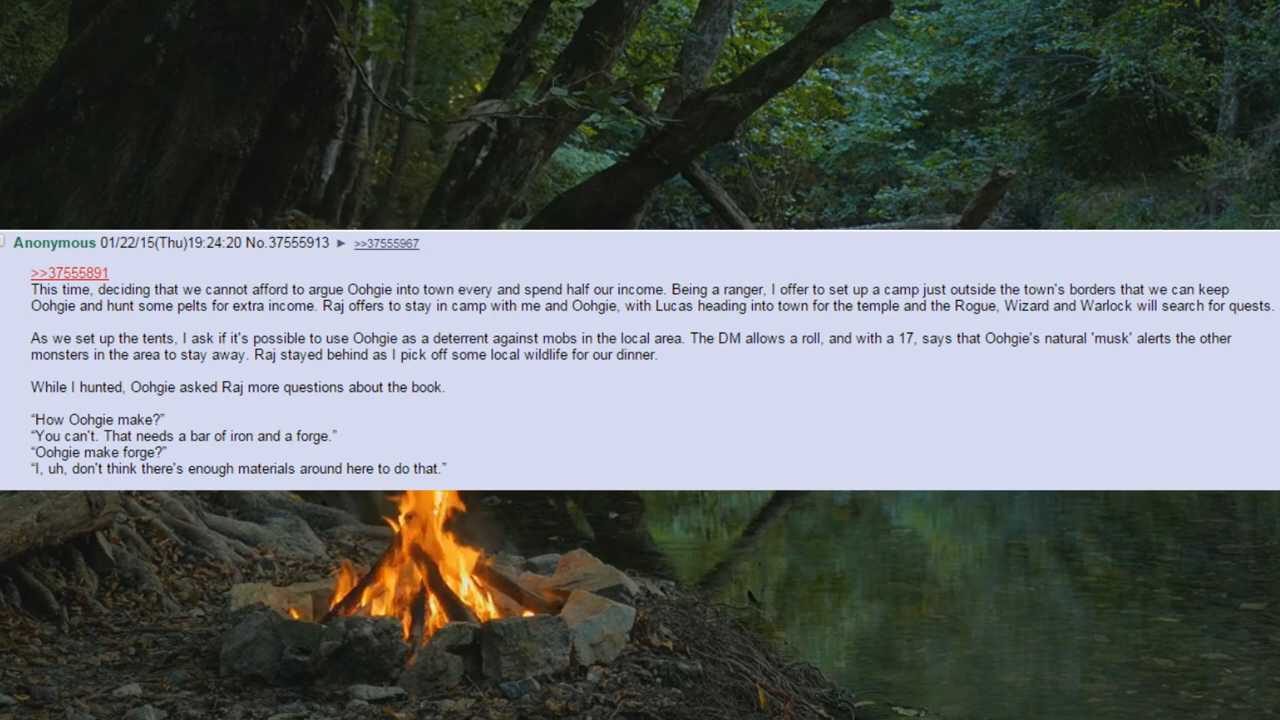 Anonymous 01/22/15(Thu)19:24:20 No.37555913 ► >>37555967
>>37555891
This time, deciding that we cannot afford to argue Oohgie into town every and spend half our income. Being a ranger, I offer to set up a camp just outside the town's borders that we can keep
Oohgie and hunt some pelts for extra income. Raj offers to stay in camp with me and Oohgie, with Lucas heading into town for the temple and the Rogue, Wizard and Warlock will search for quests.
As we set up the tents, I ask if it's possible to use Oohgie as a deterrent against mobs in the local area. The DM allows a roll, and with a 17, says that Oohgie's natural 'musk' alerts the other
monsters in the area to stay away. Raj stayed behind as I pick off some local wildlife for our dinner.
While I hunted, Oohgie asked Raj more questions about the book.
“How Oohgie make?”
“You can't. That needs a bar of iron and a forge.”
“Oohgie make forge?”
“I, uh, don't think there's enough materials around here to do that.”